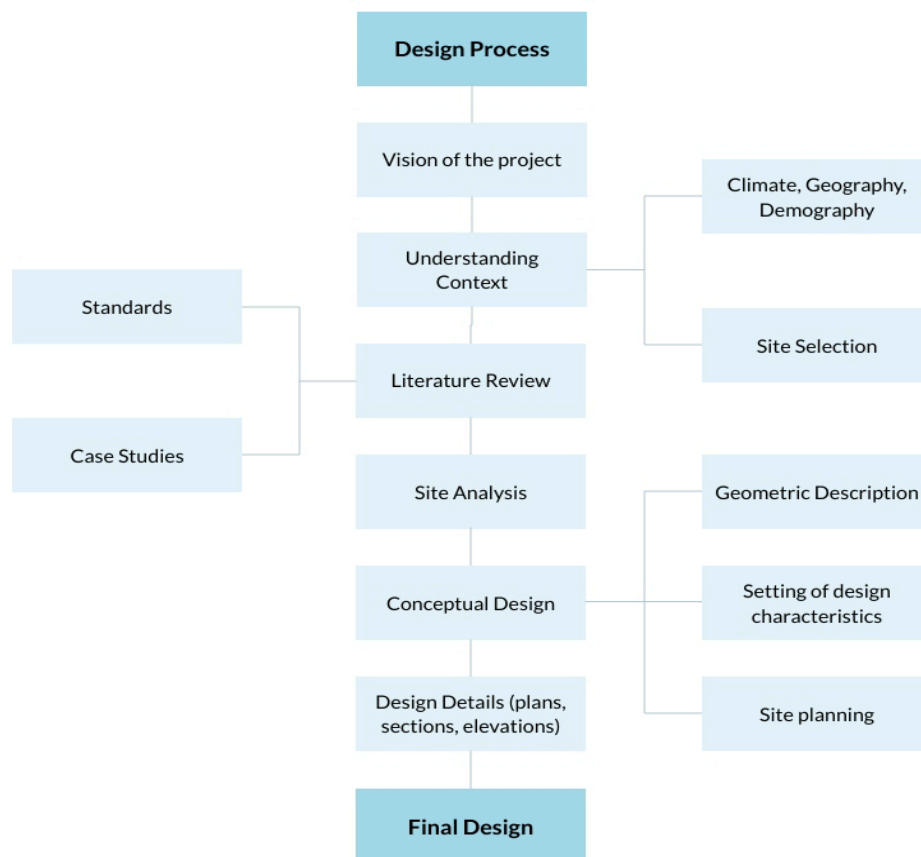 Design Process
Vision of the project
Climate, Geography,
Demography
Understanding
Context
Standards
Site Selection
Literature Review
Case Studies
Site Analysis
Geometric Description
Conceptual Design
Setting of design
characteristics
Design Details (plans,
sections, elevations)
Site planning
Final Design